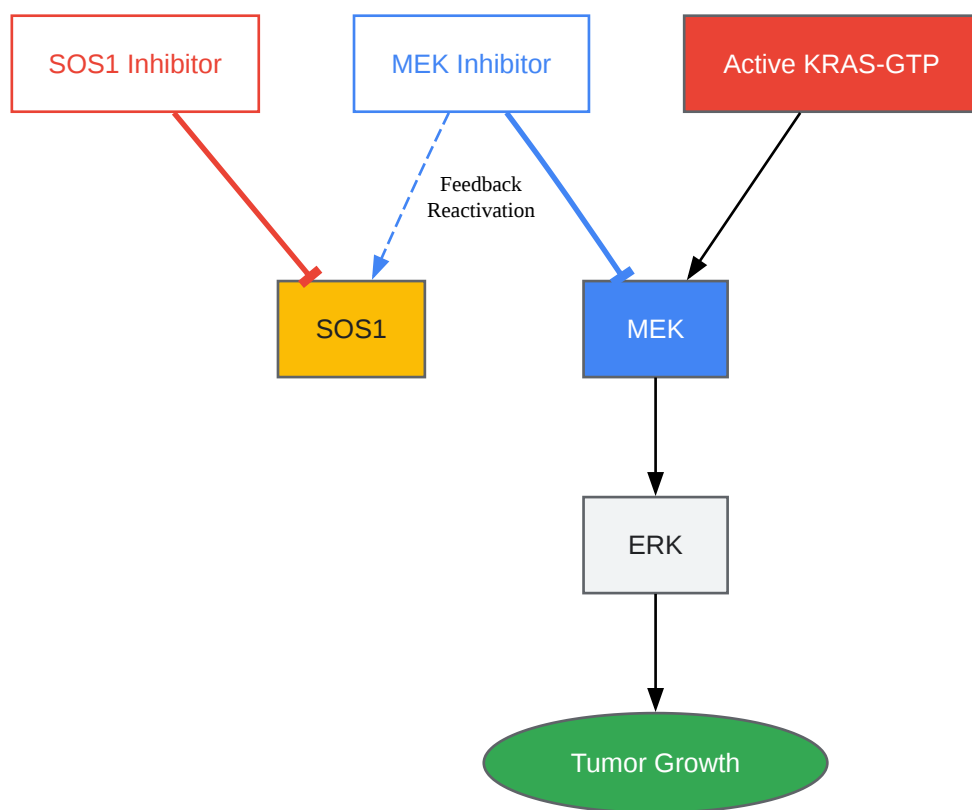 SOS1 Inhibitor
MEK Inhibitor
Active KRAS-GTP
Feedback
Reactivation
SOS1
MEK
ERK
Tumor Growth